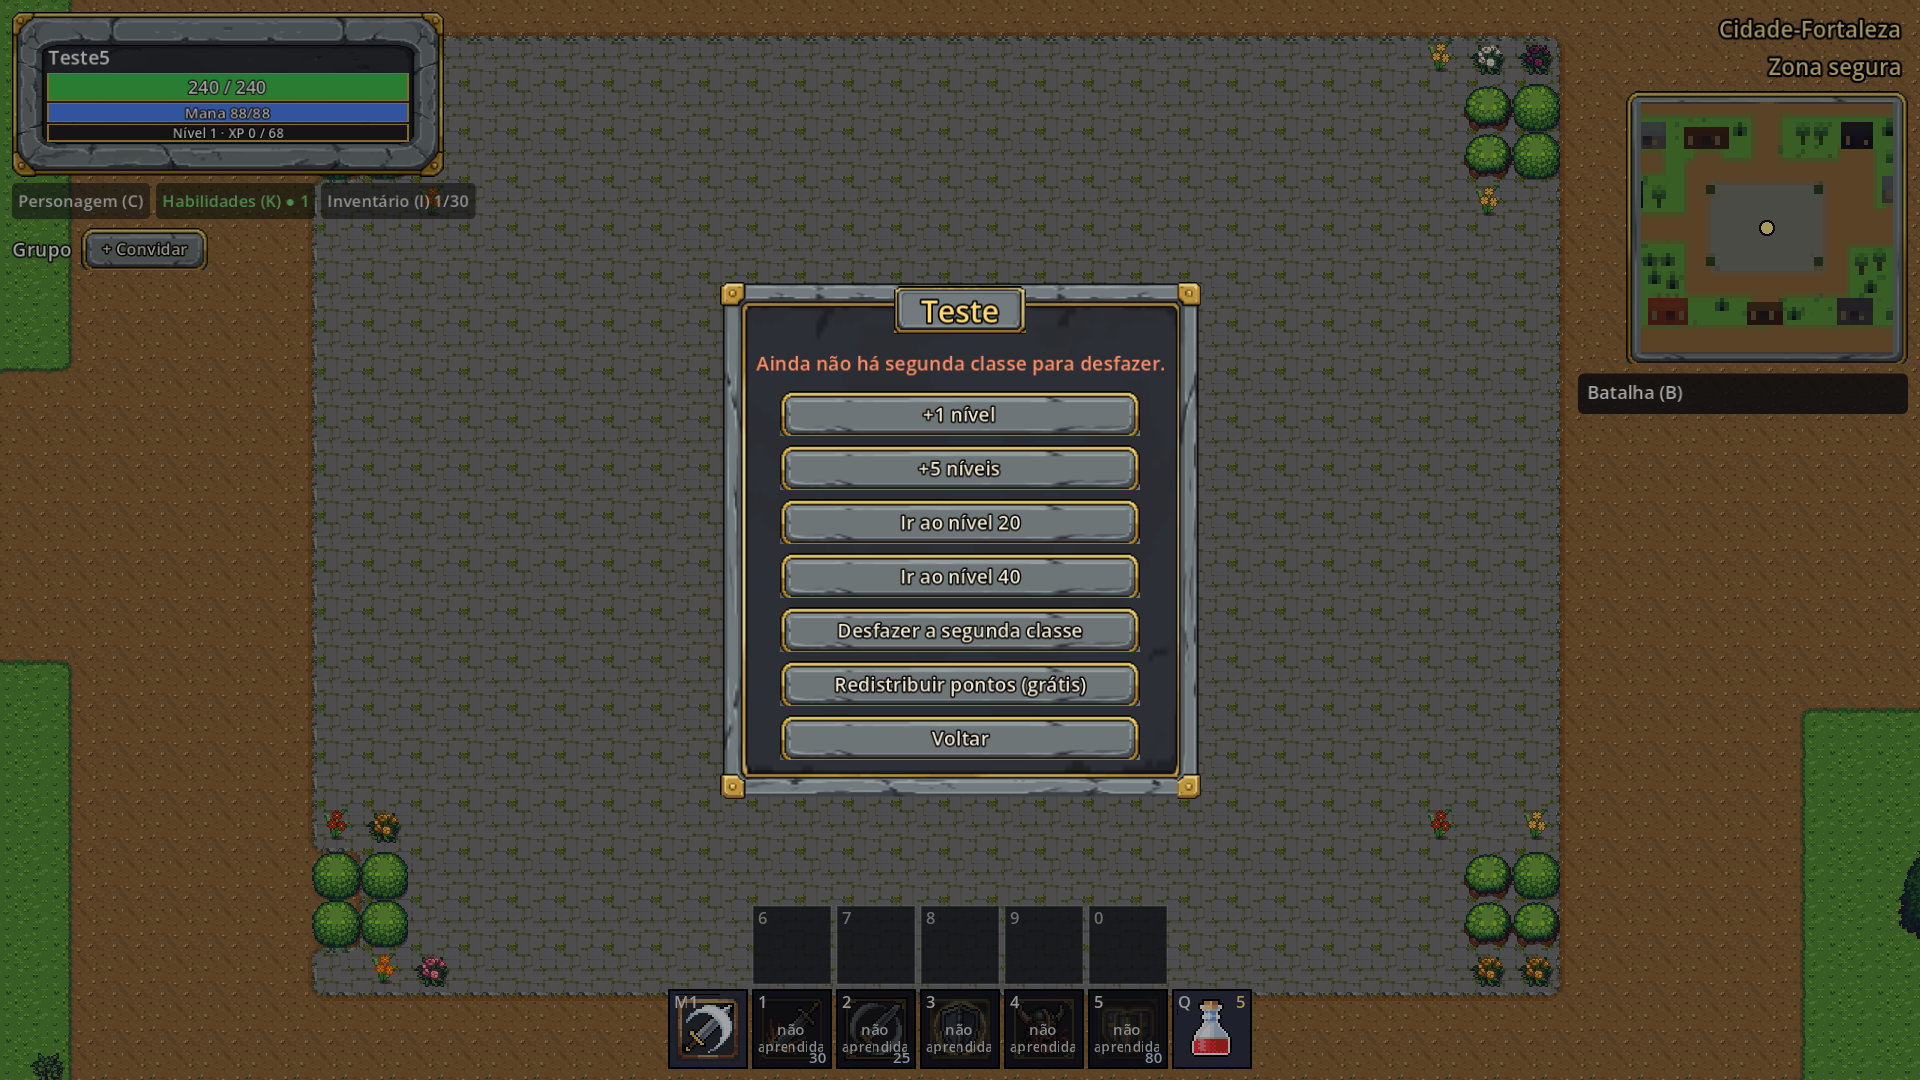 Teste5
240 / 240
Mana 88/88
Nível 1 · XP 0 / 68
Personagem (C)
Habilidades (K) ● 1
Inventário (I) 1/30
Grupo
+ Convidar
Cidade-Fortaleza
Zona segura
Batalha (B)
Teste
Ainda não há segunda classe para desfazer.
+1 nível
+5 níveis
Ir ao nível 20
Ir ao nível 40
Desfazer a segunda classe
Redistribuir pontos (grátis)
Voltar
6 7 8 9 0
M1 1 2 3 4 5 Q 5
não não não não não
aprendida aprendida aprendida aprendida aprendida
30 25 80